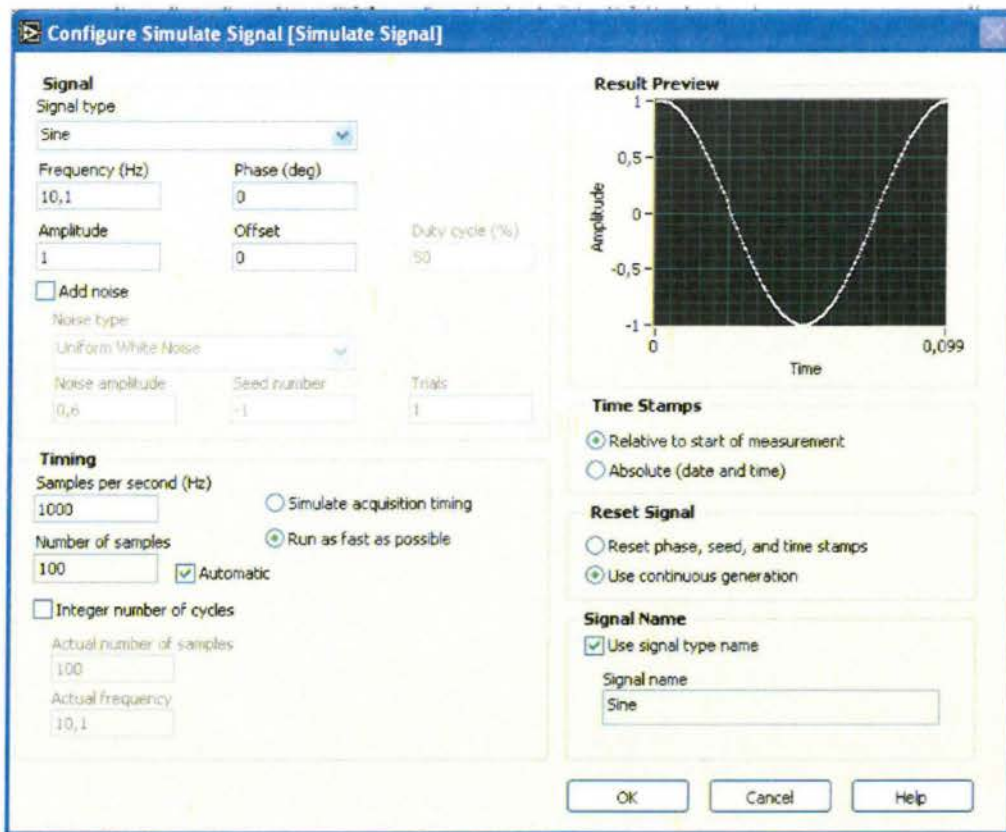 Configure Simulate Signal [Simulate Signal]
Signal
Signal type
Sine
Frequency (Hz) Phase (deg)
10,1 0
Amplitude Offset Duty cycle (%)
1 0 50
Add noise
Noise type
Uniform White Noise
Noise amplitude Seed number Trials
0,6 -1 1
Timing
Samples per second (Hz)
1000
Simulate acquisition timing
Run as fast as possible
Number of samples
100 Automatic
Integer number of cycles
Actual number of samples
100
Actual frequency
10,1
Result Preview
1
0,5
0
-0,5
-1
Amplitude
0 0,099
Time
Time Stamps
Relative to start of measurement
Absolute (date and time)
Reset Signal
Reset phase, seed, and time stamps
Use continuous generation
Signal Name
Use signal type name
Signal name
Sine
OK Cancel Help